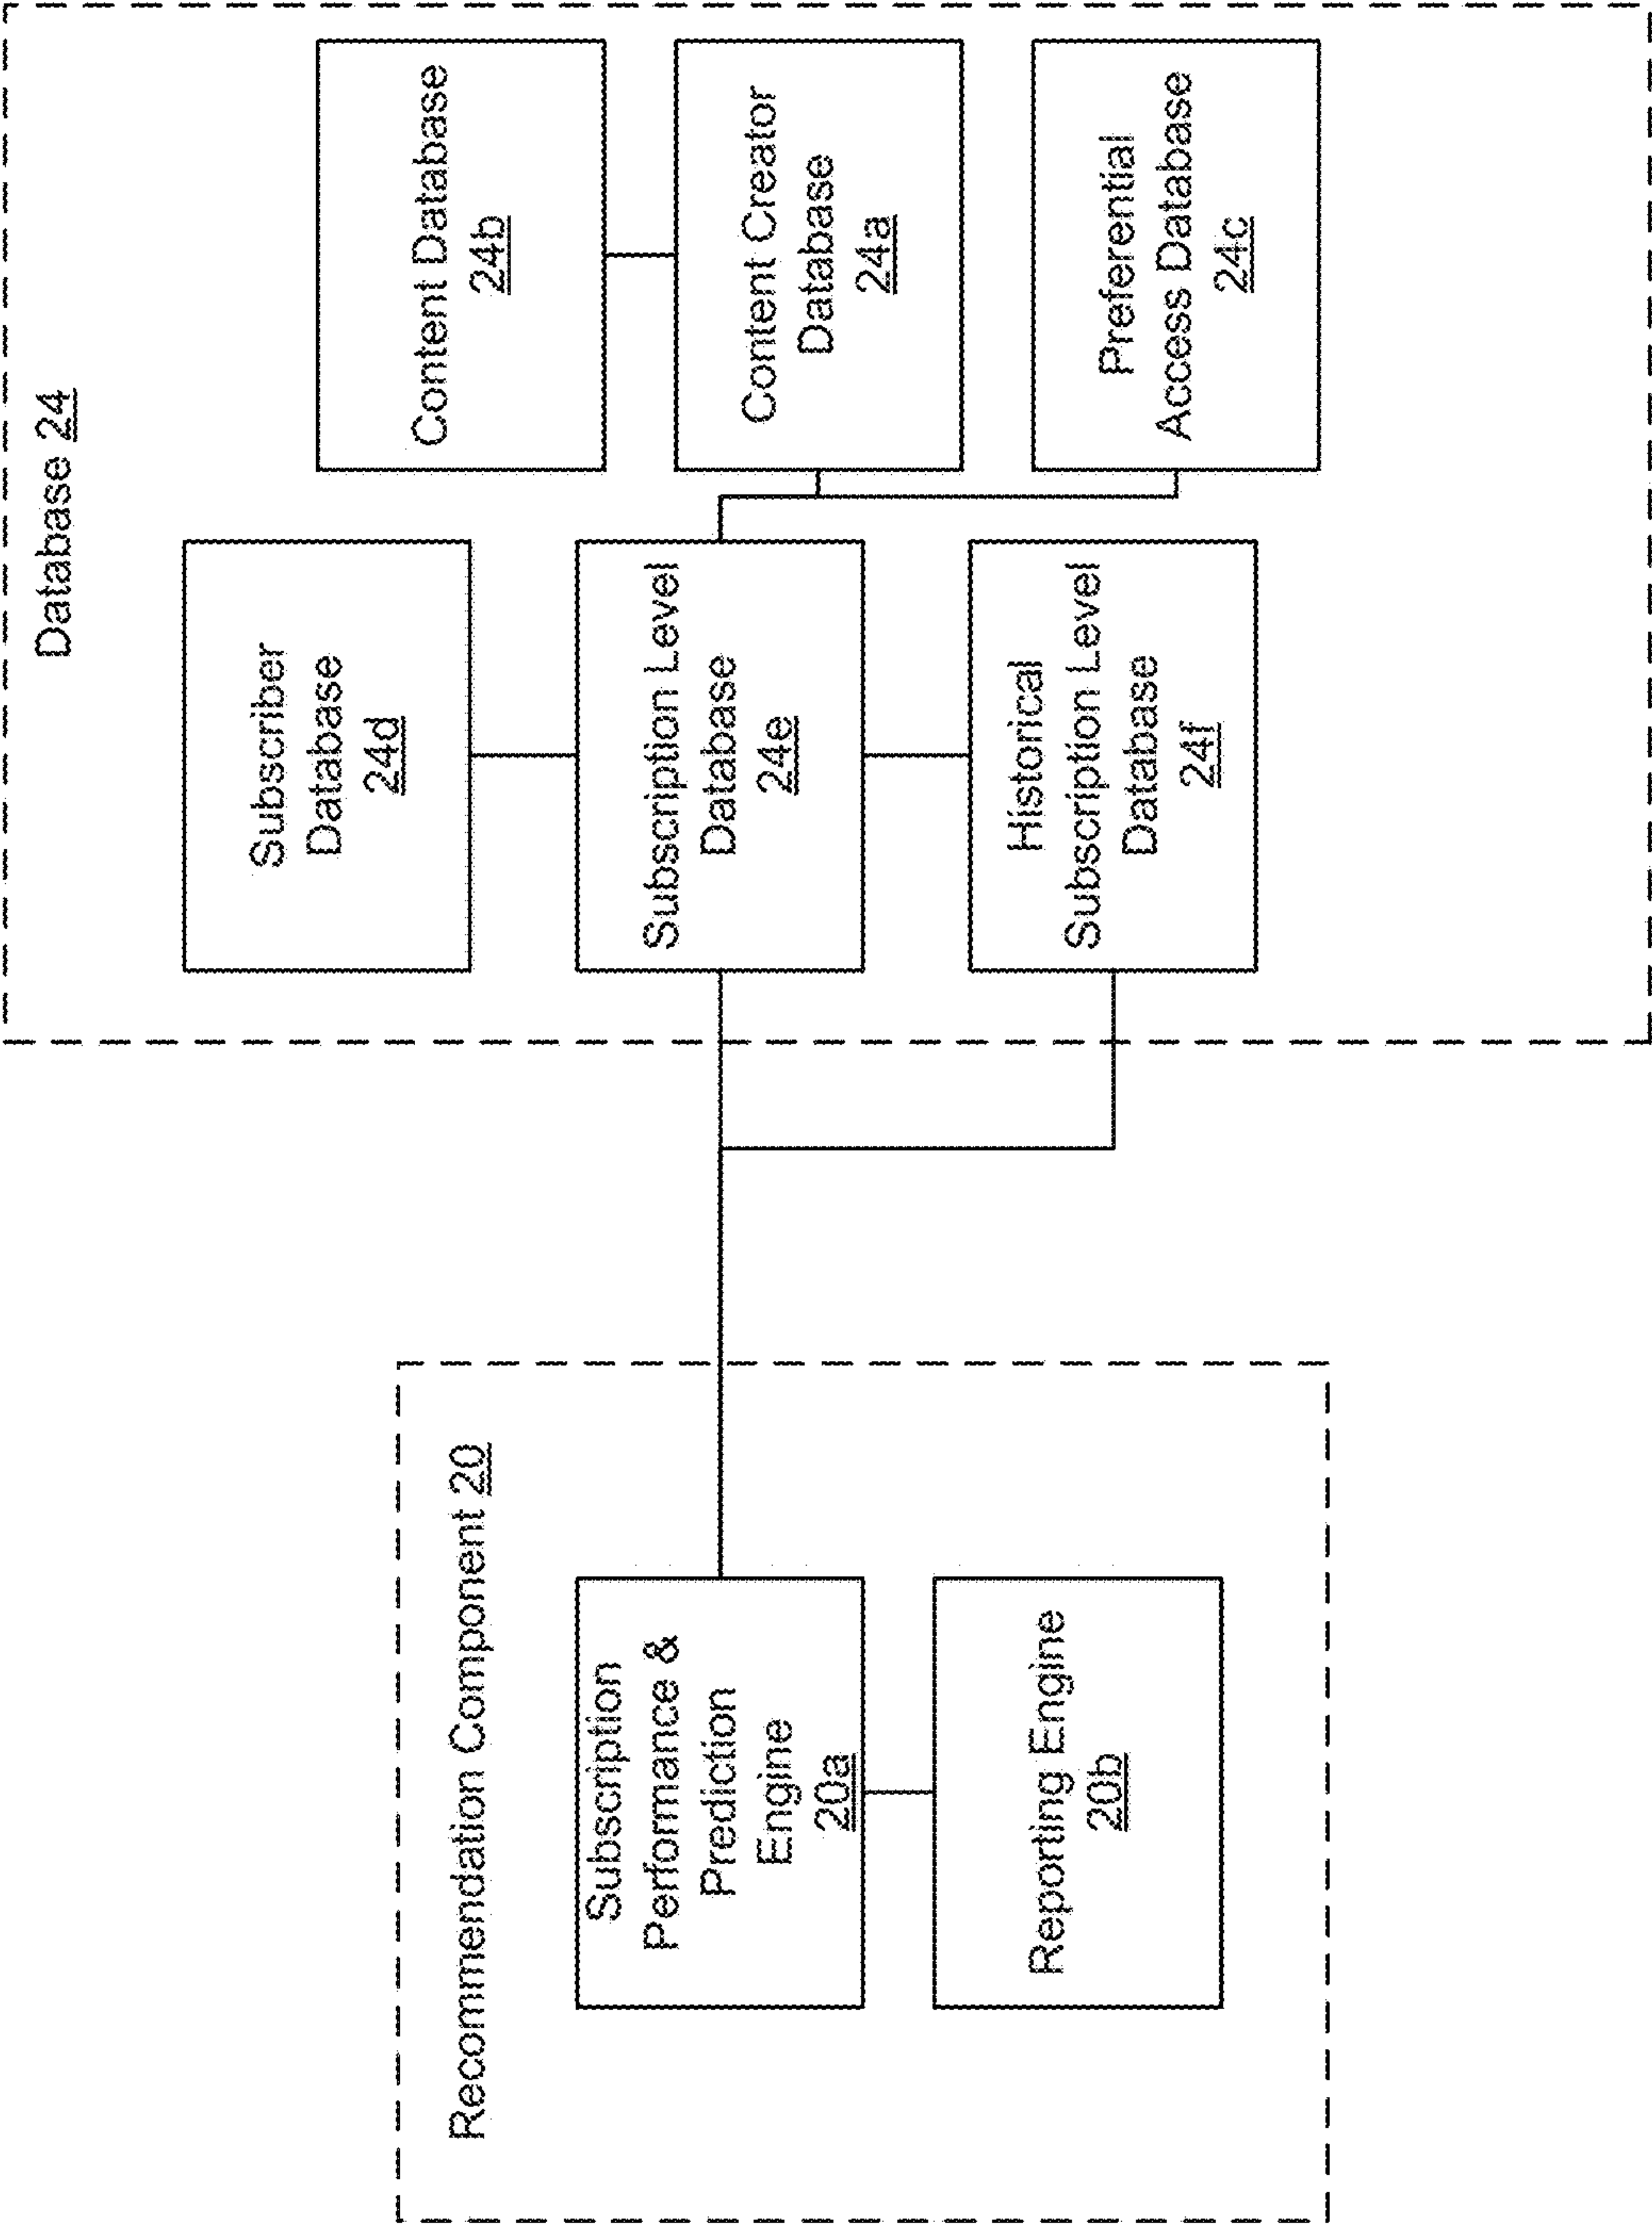 Recommendation Component 20
Subscription
Performance &
Prediction
Engine
20a
Reporting Engine
20b
Database 24
Subscriber
Database
24d
Subscription Level
Database
24e
Historical
Subscription Level
Database
24f
Content Database
24b
Content Creator
Database
24a
Preferential
Access Database
24c